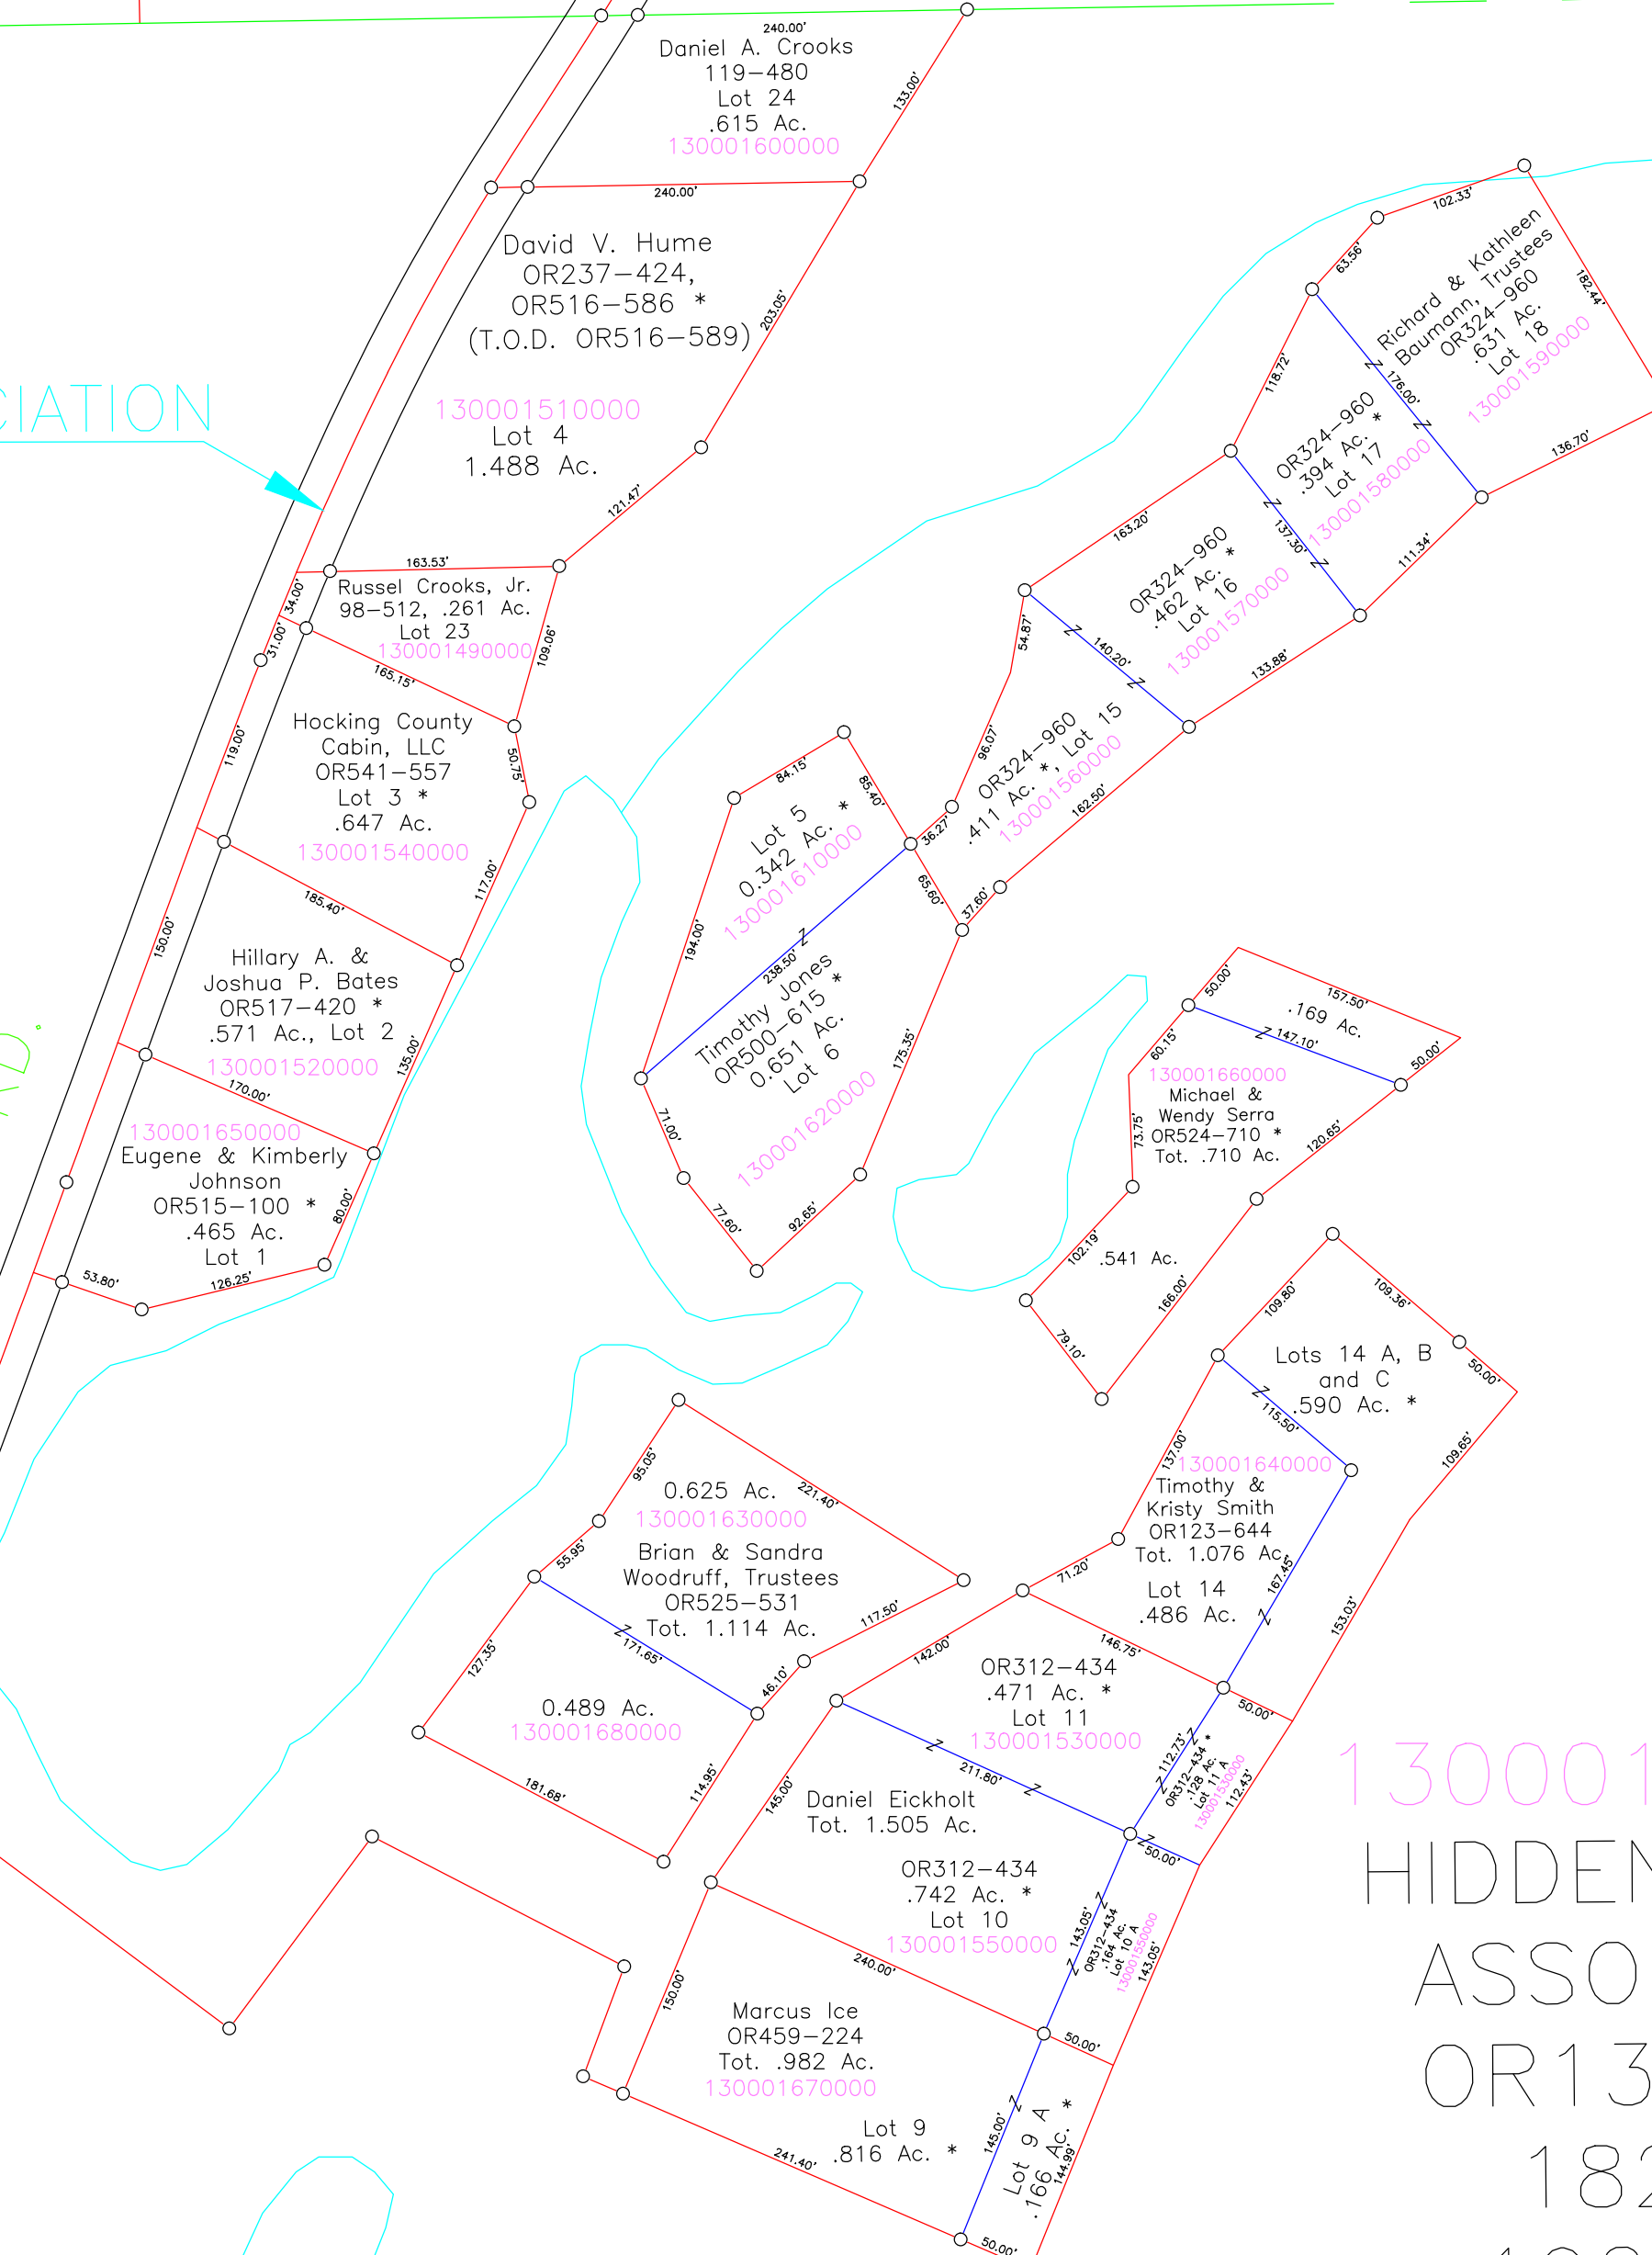 240.00'
Daniel A. Crooks
119-480
Lot 24
.615 Ac.
130001600000
133.00'
240.00'
David V. Hume
OR237-424,
OR516-586 *
(T.O.D. OR516-589)
203.05'
130001510000
Lot 4
1.488 Ac.
121.47'
CIATION
163.53'
Russel Crooks, Jr.
98-512, .261 Ac.
Lot 23
130001490000
34.00'
31.00'
109.06'
165.15'
Hocking County
Cabin, LLC
OR541-557
Lot 3 *
.647 Ac.
130001540000
119.00'
50.75'
117.00'
185.40'
150.00'
Hillary A. &
Joshua P. Bates
OR517-420 *
.571 Ac., Lot 2
130001520000
135.00'
170.00'
130001650000
Eugene & Kimberly
Johnson
OR515-100 *
.465 Ac.
Lot 1
80.00'
53.80'
126.25'
102.33'
63.56'
Richard & Kathleen
Baumann, Trustees
OR324-960
.631 Ac.
Lot 18
130001590000
182.44'
118.72'
176.00'
136.70'
OR324-960
.394 Ac. *
Lot 17
130001580000
163.20'
137.30'
111.34'
OR324-960
.462 Ac. *
Lot 16
130001570000
54.87'
140.20'
133.88'
96.07'
OR324-960
.411 Ac. *, Lot 15
130001560000
36.27'
162.50'
37.60'
84.15'
85.40'
Lot 5
0.342 Ac. *
130001610000
65.60'
194.00'
238.50'
Timothy Jones
OR500-615 *
0.651 Ac.
Lot 6
130001620000
175.35'
71.00'
77.60'
92.65'
50.00'
157.50'
.169 Ac.
147.10'
50.00'
60.15'
130001660000
Michael &
Wendy Serra
OR524-710 *
Tot. .710 Ac.
73.75'
120.65'
102.19'
.541 Ac.
166.00'
79.10'
109.80'
109.36'
Lots 14 A, B
and C
.590 Ac. *
50.00'
115.50'
109.65'
137.00'
130001640000
Timothy &
Kristy Smith
OR123-644
Tot. 1.076 Ac.
Lot 14
.486 Ac.
167.45'
71.20'
153.03'
146.75'
95.05'
0.625 Ac.
130001630000
221.40'
Brian & Sandra
Woodruff, Trustees
OR525-531
Tot. 1.114 Ac.
55.95'
117.50'
127.35'
171.65'
46.10'
0.489 Ac.
130001680000
181.68'
114.95'
142.00'
OR312-434
.471 Ac. *
Lot 11
130001530000
50.00'
112.73'
OR312-434 *
.128 Ac.
Lot 11 A
130001530000
112.43'
211.80'
145.00'
Daniel Eickholt
Tot. 1.505 Ac.
50.00'
OR312-434
.742 Ac. *
Lot 10
130001550000
143.05'
OR312-434
.164 Ac.
Lot 10 A
130001550000
143.05'
240.00'
150.00'
Marcus Ice
OR459-224
Tot. .982 Ac.
130001670000
50.00'
Lot 9
.816 Ac. *
241.40'
145.00'
Lot 9 A
.166 Ac. *
144.99'
50.00'
130001
HIDDEN
ASSO
OR13
182